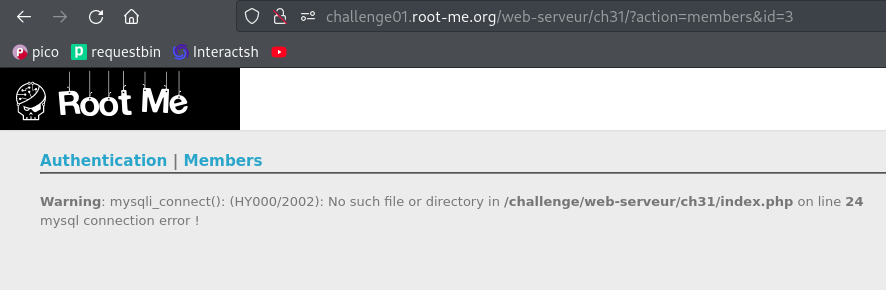 challenge01.root-me.org/web-serveur/ch31/?action=members&id=3
pico requestbin Interactsh
Root Me
Authentication | Members
Warning: mysqli_connect(): (HY000/2002): No such file or directory in /challenge/web-serveur/ch31/index.php on line 24
mysql connection error !